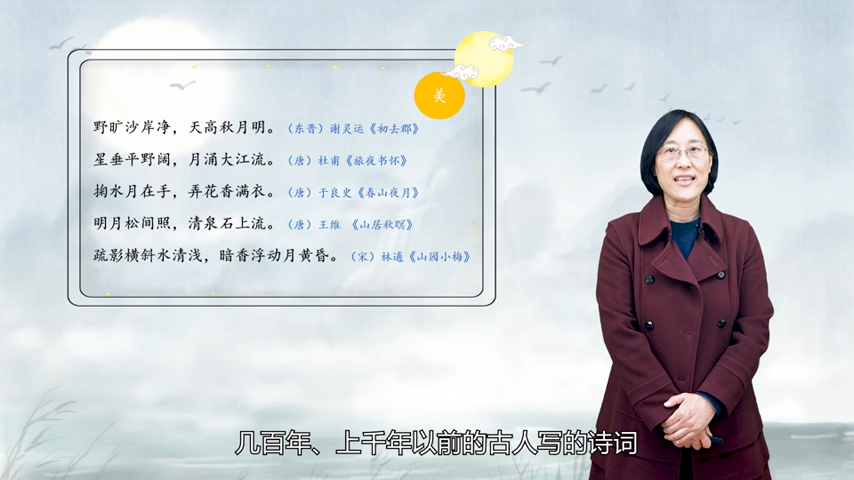 美
野旷沙岸净，天高秋月明。（东晋）谢灵运《初去郡》
星垂平野阔，月涌大江流。（唐）杜甫《旅夜书怀》
掬水月在手，弄花香满衣。（唐）于良史《春山夜月》
明月松间照，清泉石上流。（唐）王维 《山居秋暝》
疏影横斜水清浅，暗香浮动月黄昏。（宋）林逋《山园小梅》
几百年、上千年以前的古人写的诗词